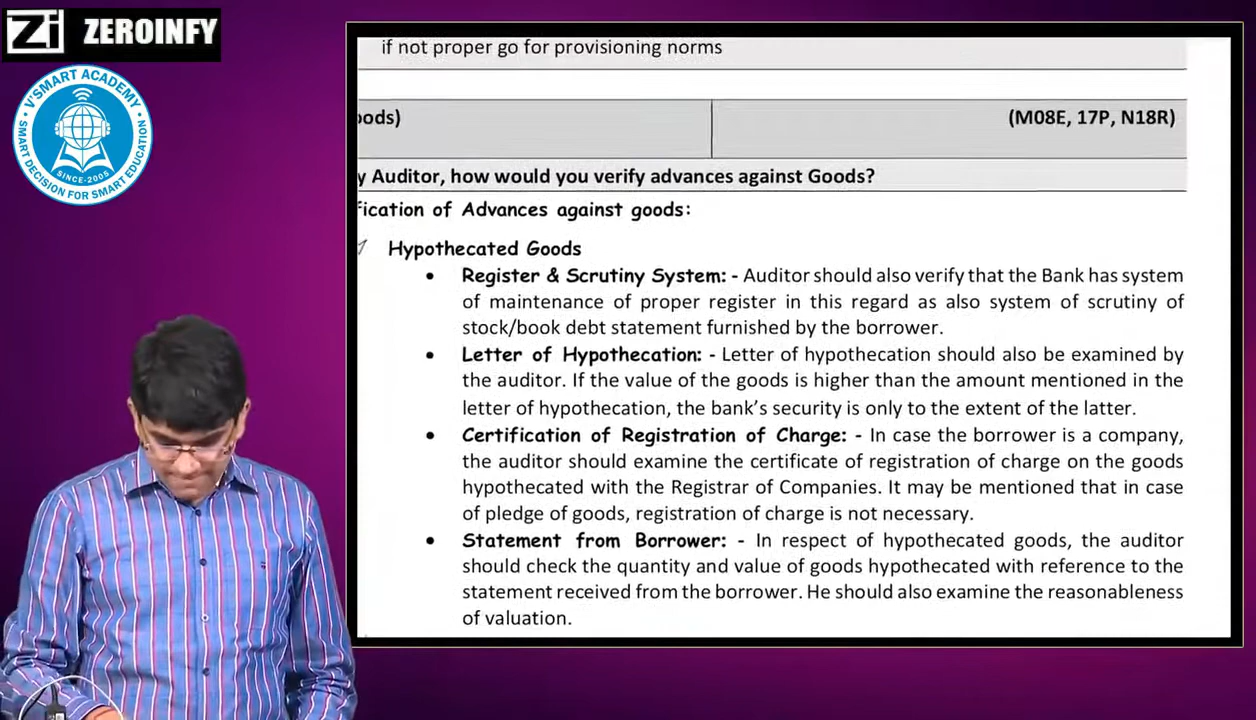 Zi ZEROINFY
V'SMART ACADEMY
SINCE-2005
SMART DECISION FOR SMART EDUCATION
if not proper go for provisioning norms
oods)
(M08E, 17P, N18R)
y Auditor, how would you verify advances against Goods?
fication of Advances against goods:
Hypothecated Goods
• Register & Scrutiny System: - Auditor should also verify that the Bank has system
of maintenance of proper register in this regard as also system of scrutiny of
stock/book debt statement furnished by the borrower.
• Letter of Hypothecation: - Letter of hypothecation should also be examined by
the auditor. If the value of the goods is higher than the amount mentioned in the
letter of hypothecation, the bank's security is only to the extent of the latter.
• Certification of Registration of Charge: - In case the borrower is a company,
the auditor should examine the certificate of registration of charge on the goods
hypothecated with the Registrar of Companies. It may be mentioned that in case
of pledge of goods, registration of charge is not necessary.
• Statement from Borrower: - In respect of hypothecated goods, the auditor
should check the quantity and value of goods hypothecated with reference to the
statement received from the borrower. He should also examine the reasonableness
of valuation.